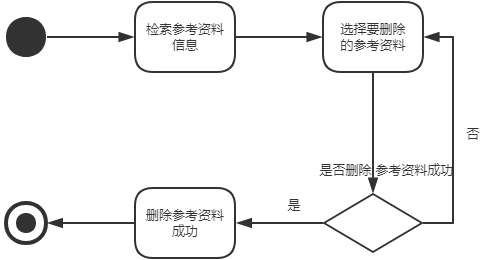 检索参考资料
信息
选择要删除
的参考资料
否
是否删除 参考资料成功
是
删除参考资料
成功